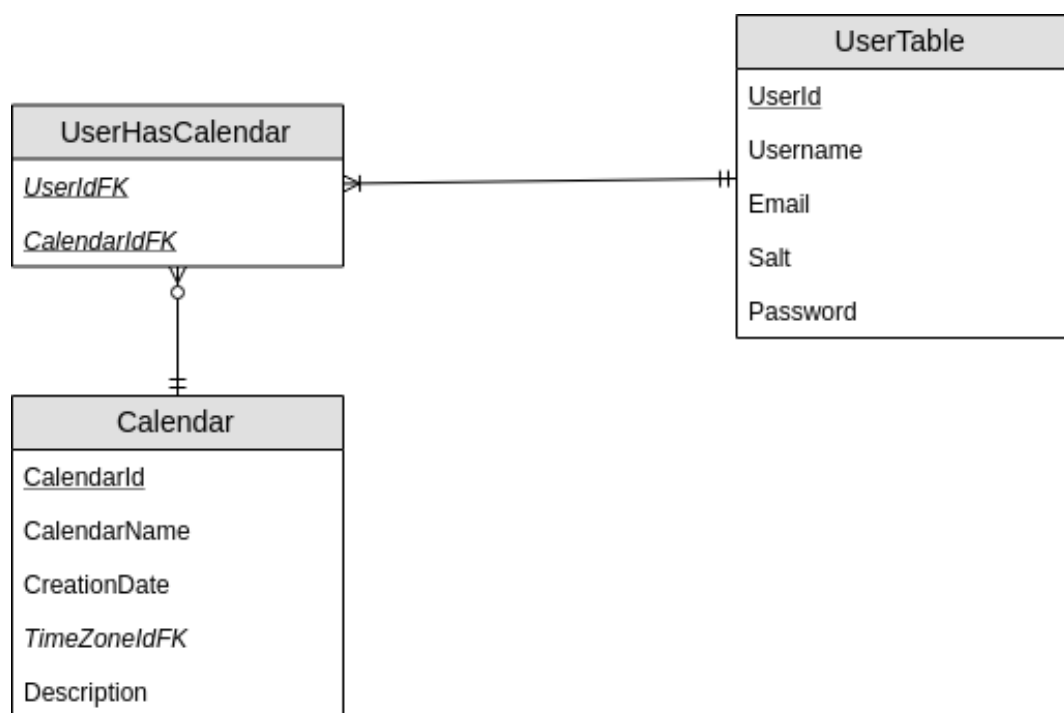 UserTable
UserId
Username
Email
Salt
Password
UserHasCalendar
UserIdFK
CalendarIdFK
Calendar
CalendarId
CalendarName
CreationDate
TimeZoneIdFK
Description